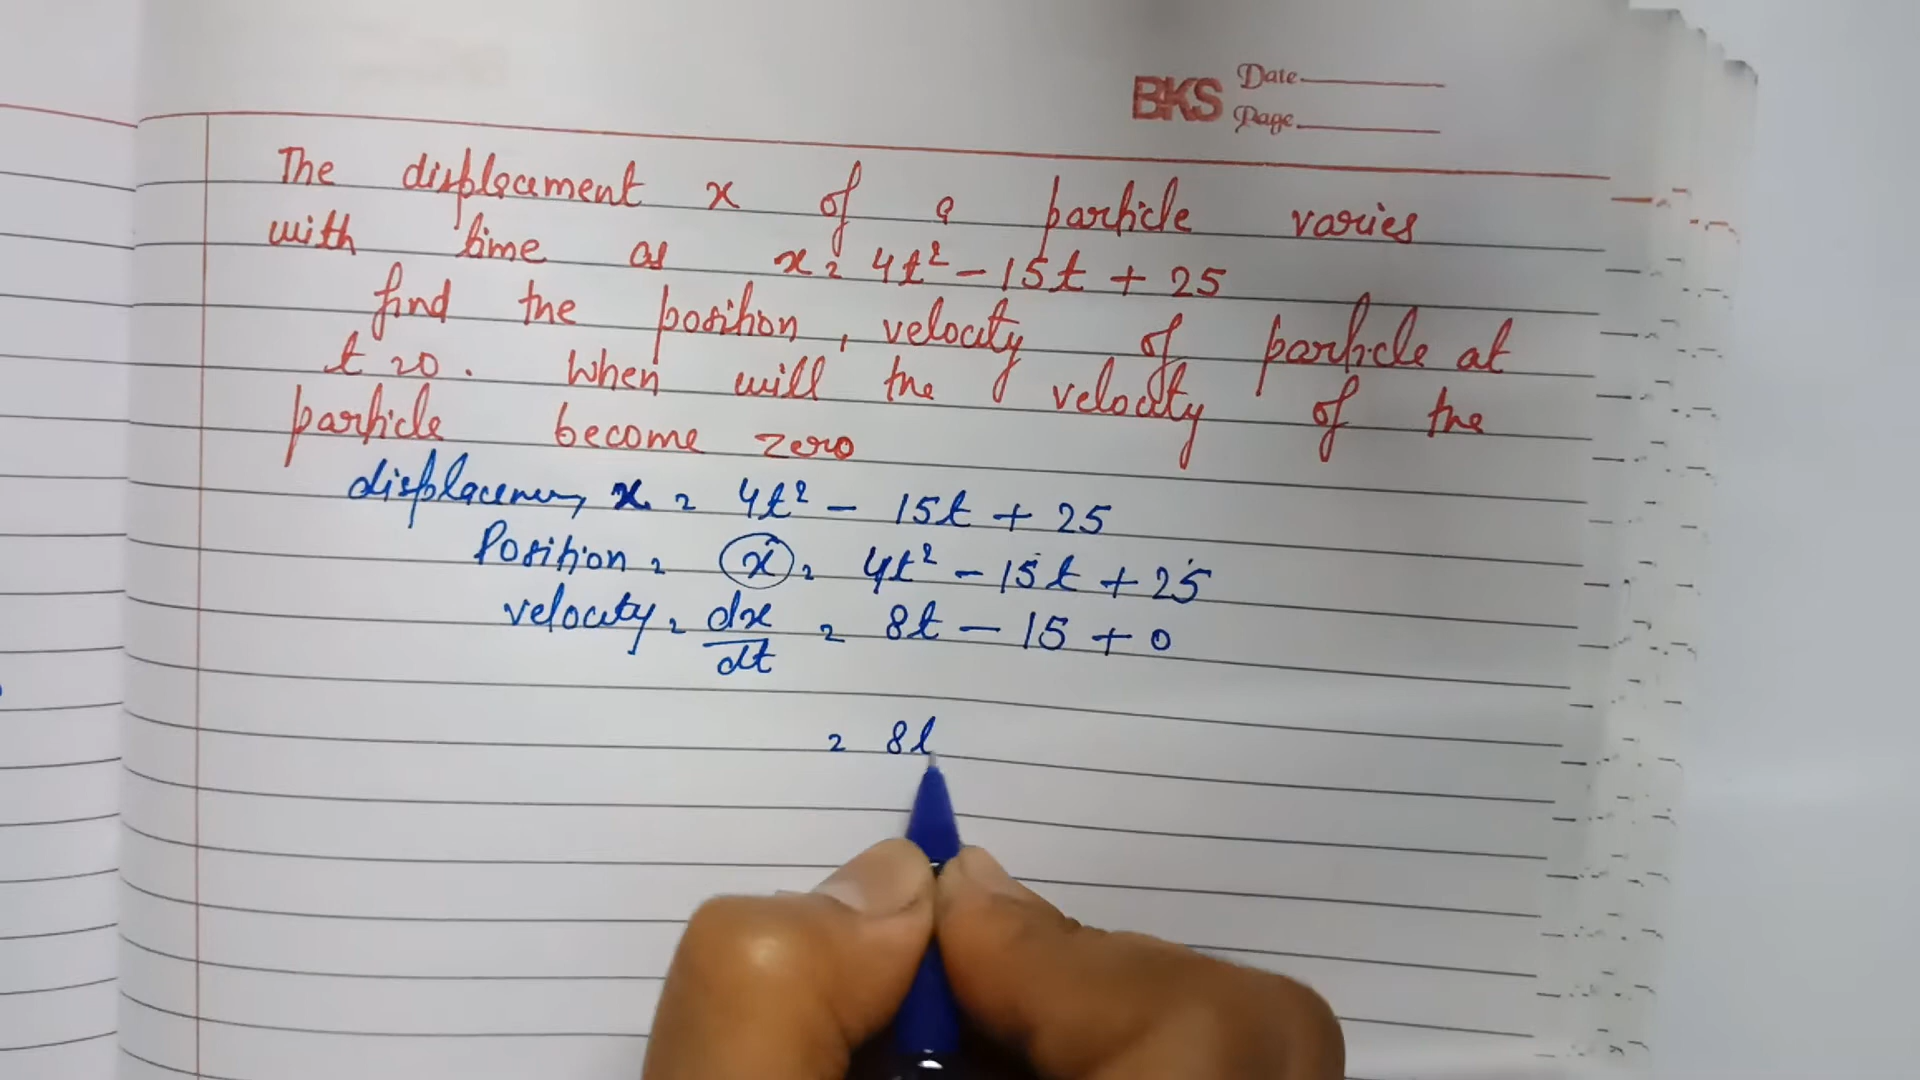 BKS Date
Page
The displacement x of a particle varies
with time as x = 4t² - 15t + 25
find the position, velocity of particle at
t = 0. When will the velocity of the
particle become zero
x = 4t² - 15t + 25
Position = x = 4t² - 15t + 25
velocity = dx/dt = 8t - 15 + 0
= 8t